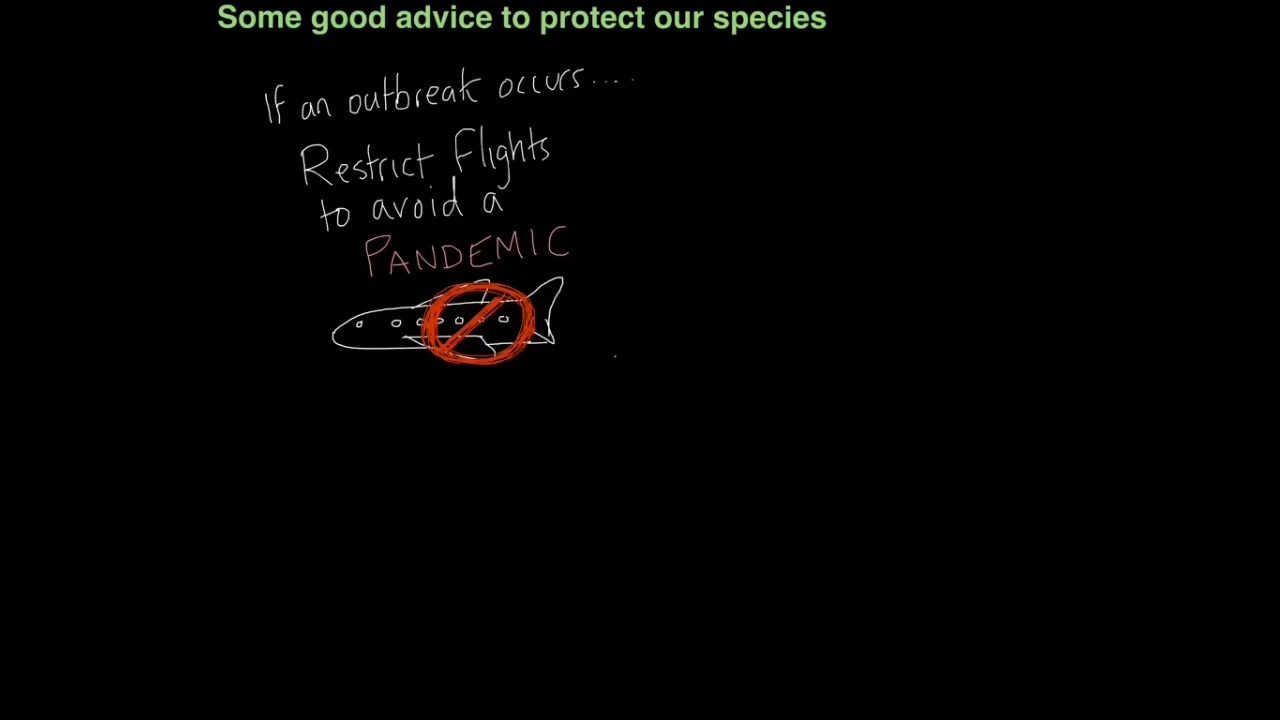 Some good advice to protect our species
If an outbreak occurs.....
Restrict Flights
to avoid a
PANDEMIC